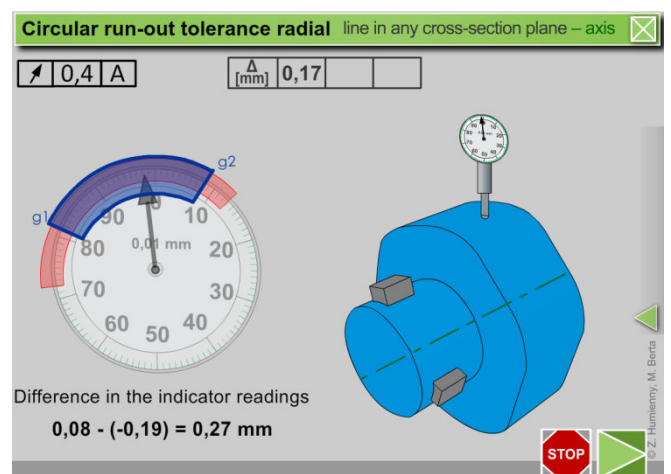 Circular run-out tolerance radial line in any cross-section plane – axis
0,4 A
Δ [mm] 0,17
g1
g2
90 0 10
80 20
70 30
60 50 40
0,01 mm
Difference in the indicator readings
0,08 - (-0,19) = 0,27 mm
© Z. Humienny, M. Berta
STOP